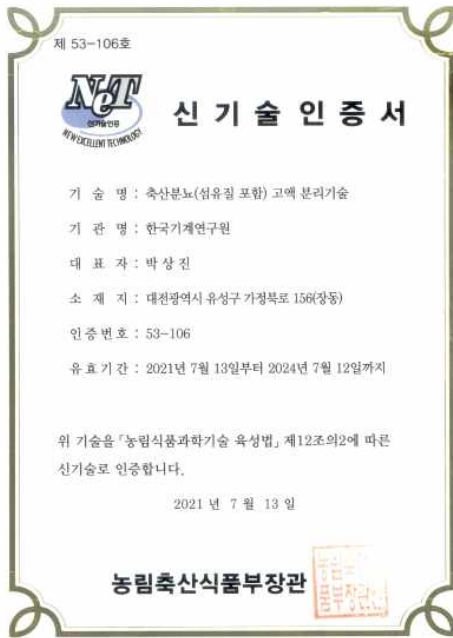 제 53-106호
NeT
신기술인증
NEW EXCELLENT TECHNOLOGY
신기술인증서
기 술 명 : 축산분뇨(섬유질 포함) 고액 분리기술
기 관 명 : 한국기계연구원
대 표 자 : 박상진
소 재 지 : 대전광역시 유성구 가정북로 156(장동)
인증번호 : 53-106
유효기간 : 2021년 7월 13일부터 2024년 7월 12일까지
위 기술을 「농림식품과학기술 육성법」 제12조의2에 따른
신기술로 인증합니다.
2021 년 7 월 13 일
농림축산식품부장관